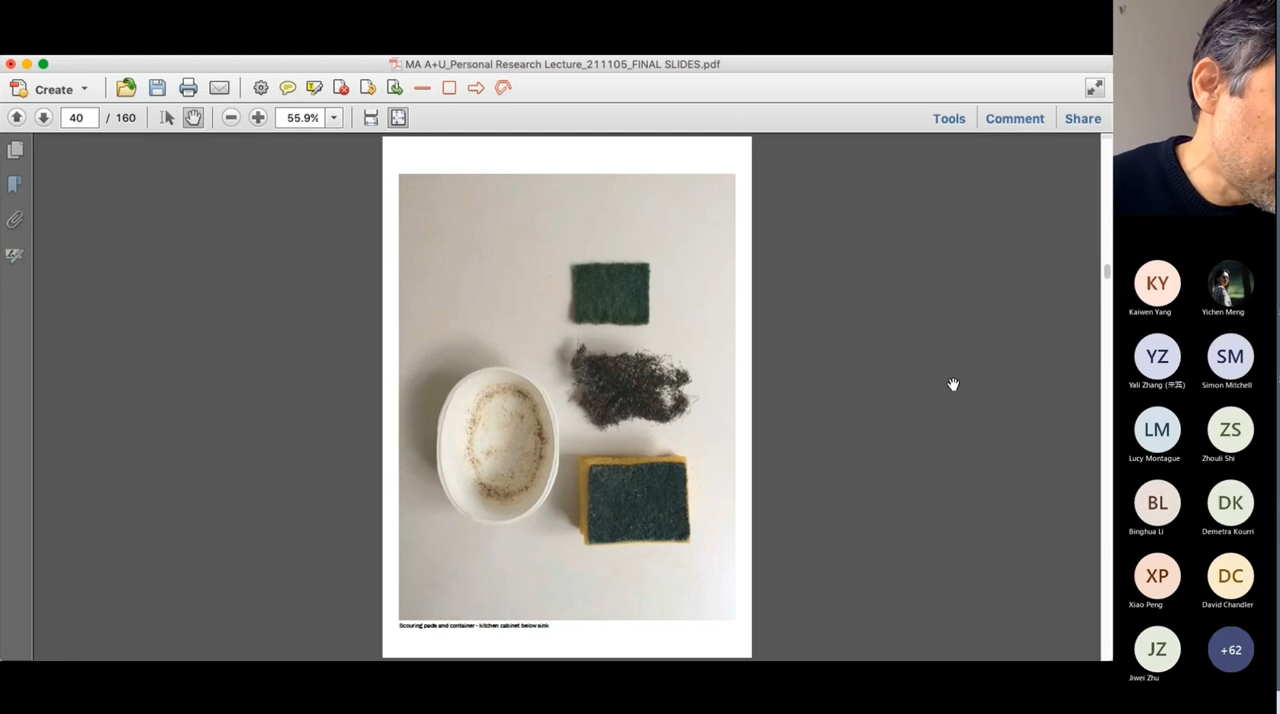 MA A+U_Personal Research Lecture_211105_FINAL SLIDES.pdf
Create
40 / 160
55.9%
Tools
Comment
Share
Scouring pads and container - kitchen cabinet below sink
KY
Kaiwen Yang
Yichen Meng
YZ
Yali Zhang
SM
Simon Mitchell
LM
Lucy Montague
ZS
Zhouli Shi
BL
Binghua Li
DK
Demetra Kourri
XP
Xiao Peng
DC
David Chandler
JZ
Jiwei Zhu
+62